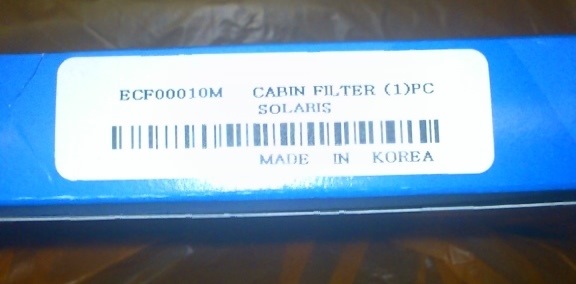 ECF00010M CABIN FILTER (1)PC
SOLARIS
MADE IN KOREA